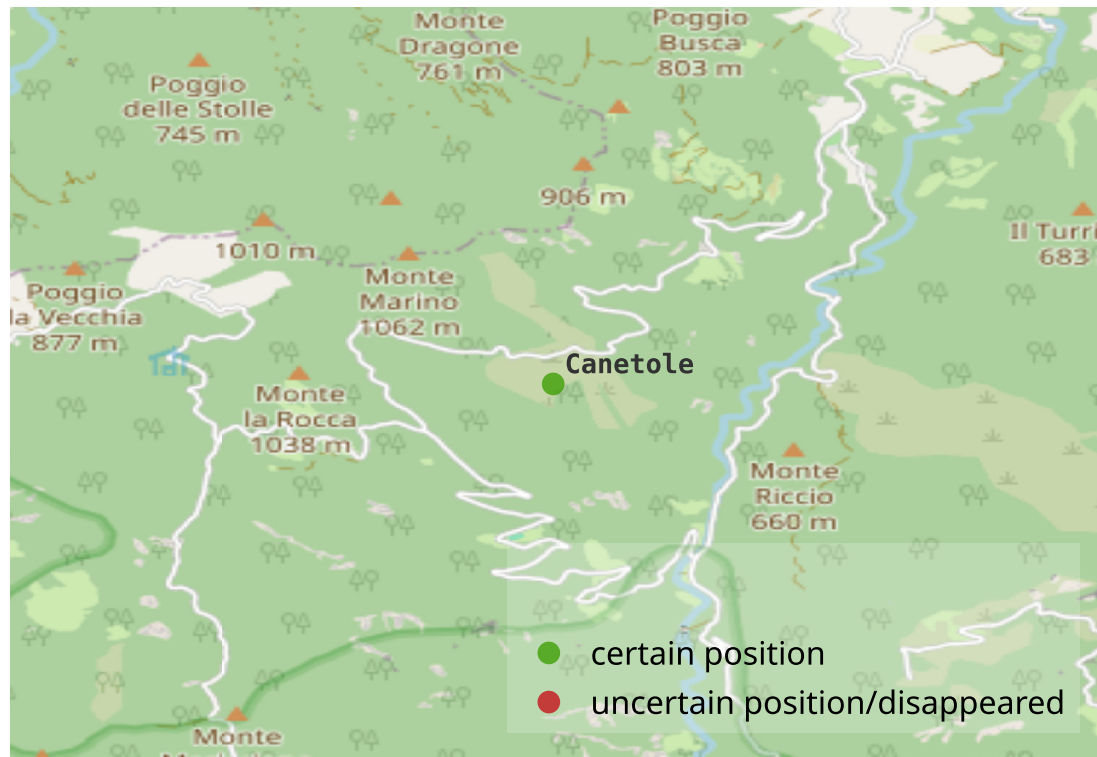 Monte
Dragone
761 m
Poggio
Busca
803 m
Poggio
delle Stolle
745 m
906 m
1010 m
Il Turri
683
Monte
Marino
1062 m
Poggio
la Vecchia
877 m
Canetole
Monte
la Rocca
1038 m
Monte
Riccio
660 m
certain position
uncertain position/disappeared
Monte